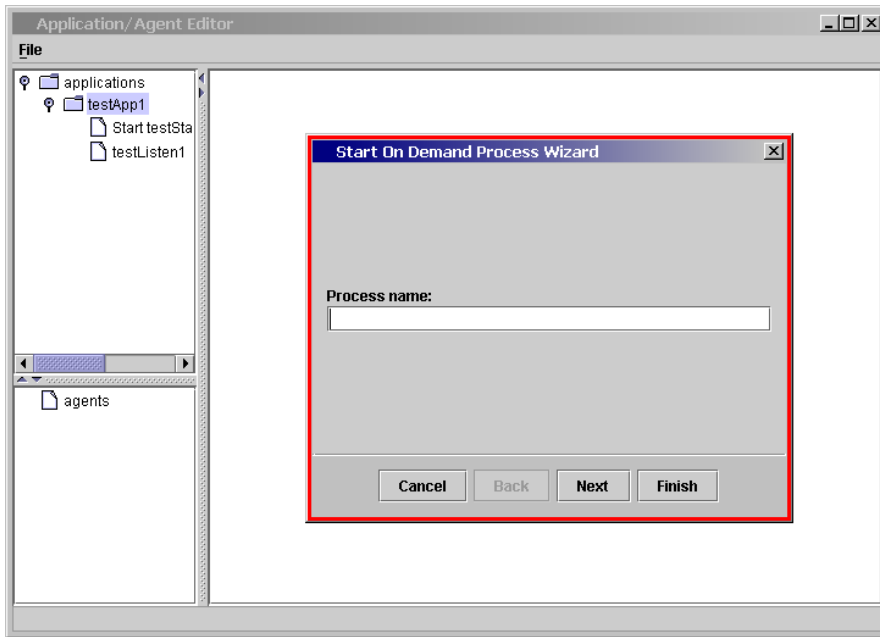 Application/Agent Editor
File
applications
testApp1
Start testSta
testListen1
agents
Start On Demand Process Wizard
Process name:
Cancel Back Next Finish